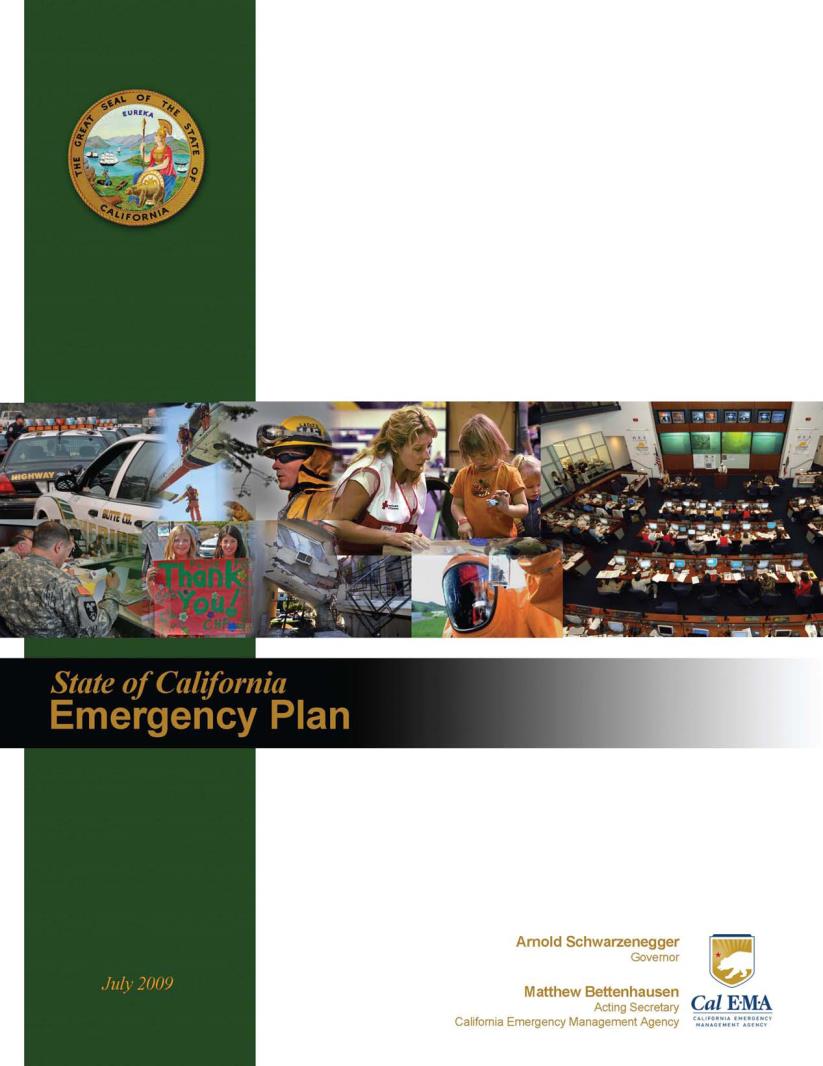 THE GREAT SEAL OF THE STATE OF CALIFORNIA
EUREKA
HIGHWAY
BUTTE CO.
Thank
You!
CHP
State of California
Emergency Plan
July 2009
Arnold Schwarzenegger
Governor
Matthew Bettenhausen
Acting Secretary
California Emergency Management Agency
Cal EMA
CALIFORNIA EMERGENCY
MANAGEMENT AGENCY